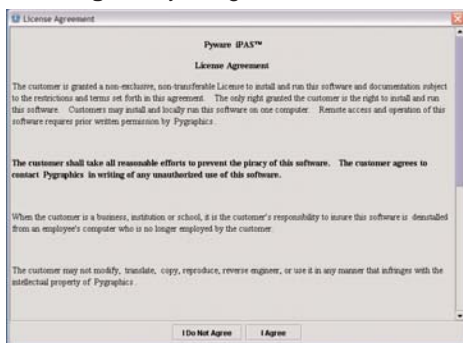 License Agreement
Pyware iPAS™
License Agreement
The customer is granted a non-exclusive, non-transferable License to install and run this software and documentation subject
to the restrictions and terms set forth in this agreement. The only right granted the customer is the right to install and run
this software. Customers may install and locally run this software on one computer. Remote access and operation of this
software requires prior written permission by Pygraphics.
The customer shall take all reasonable efforts to prevent the piracy of this software. The customer agrees to
contact Pygraphics in writing of any unauthorized use of this software.
When the customer is a business, institution or school, it is the customer's responsibility to insure this software is deinstalled
from an employee's computer who is no longer employed by the customer.
The customer may not modify, translate, copy, reproduce, reverse engineer, or use it in any manner that infringes with the
intellectual property of Pygraphics.
I Do Not Agree I Agree